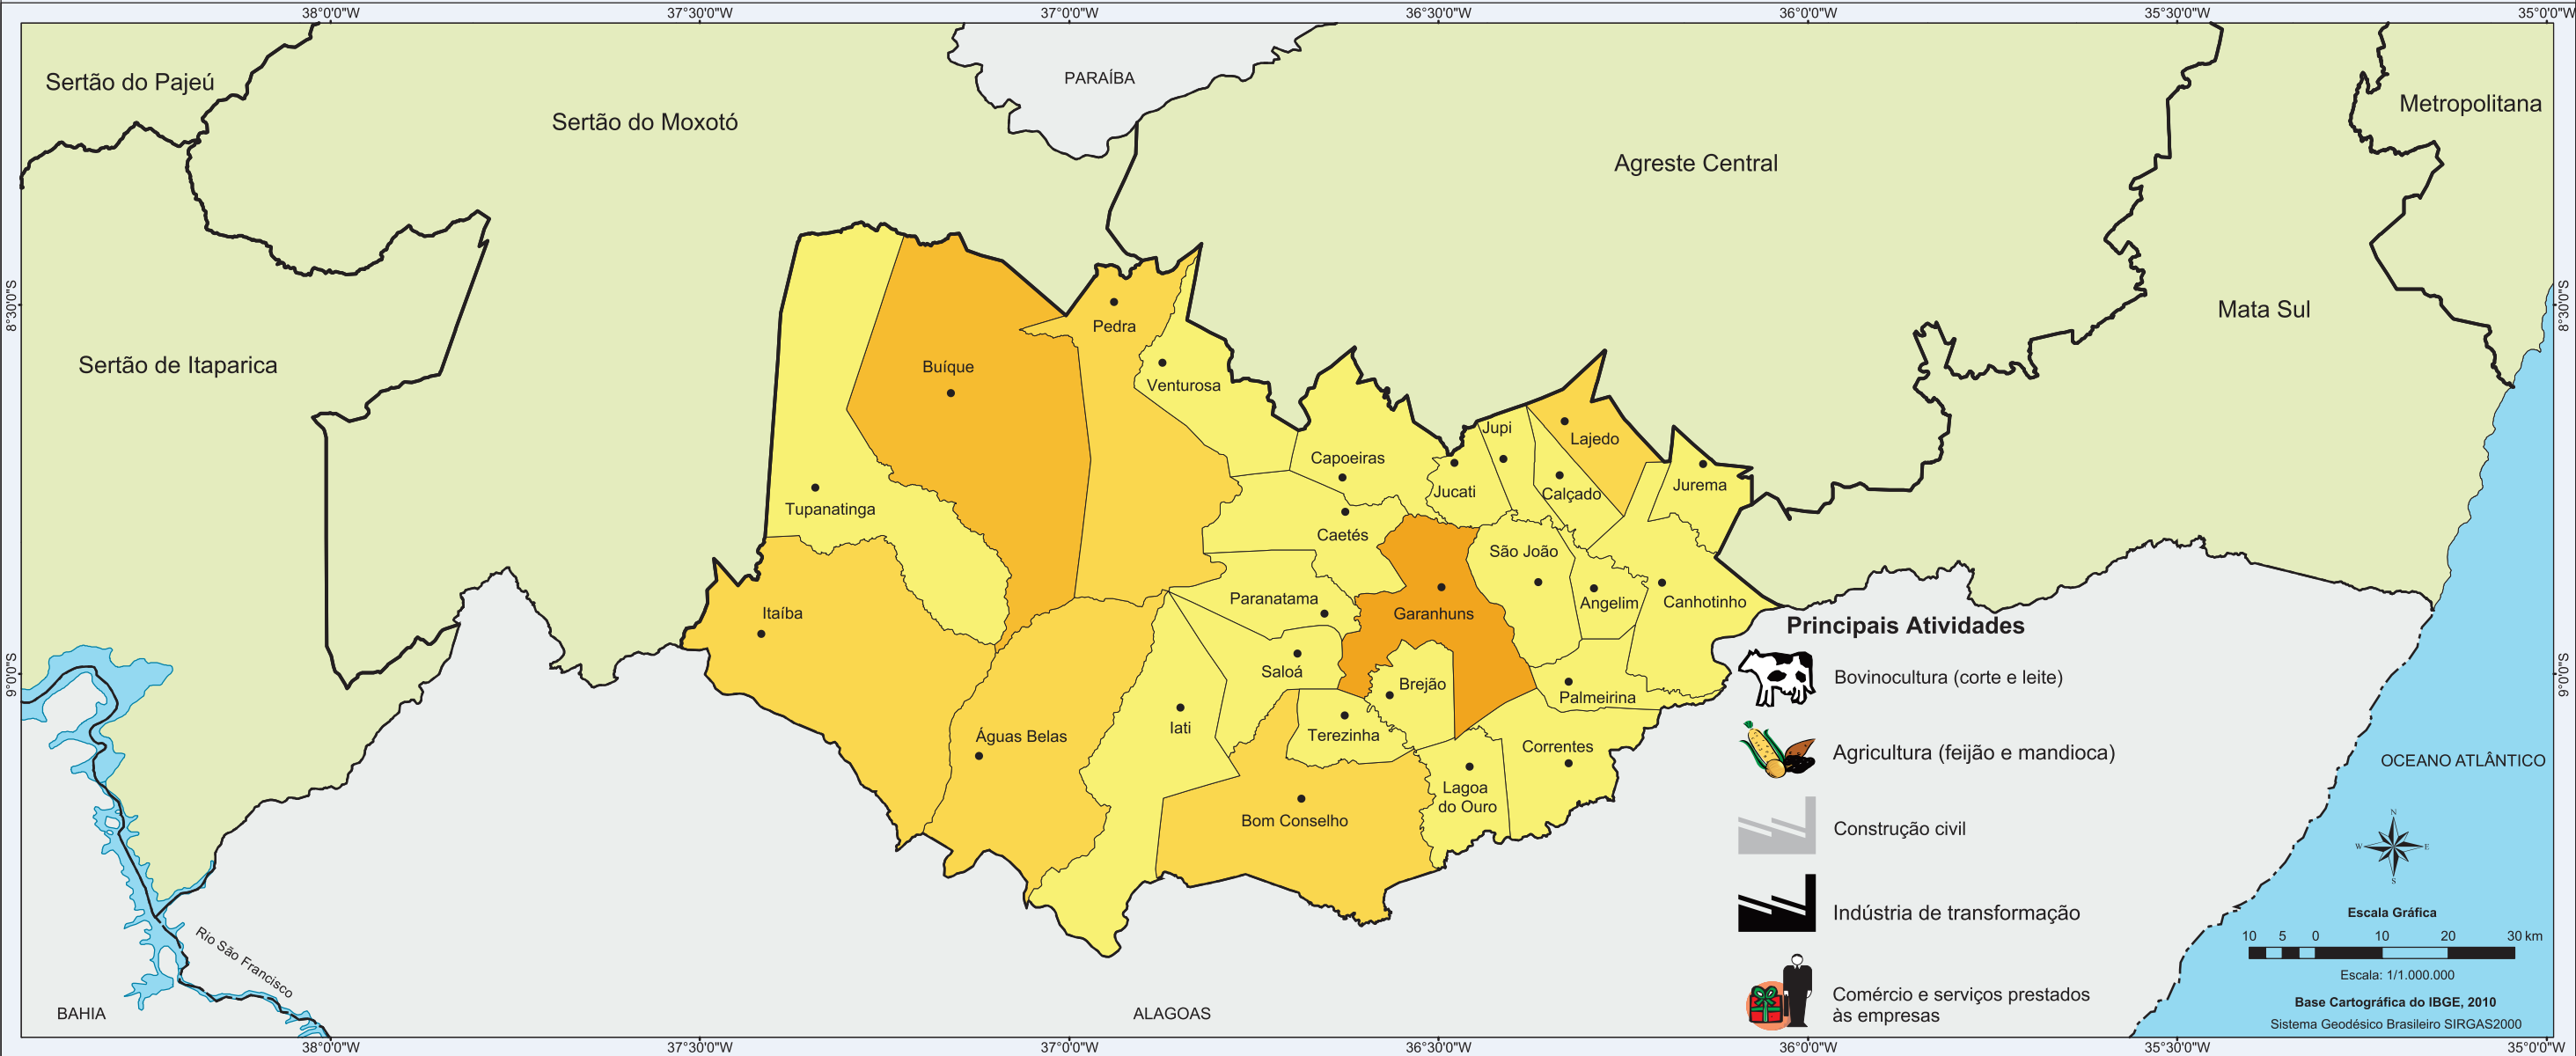 38°0'0"W
37°30'0"W
37°0'0"W
36°30'0"W
36°0'0"W
35°30'0"W
35°0'0"W
Sertão do Pajeú
PARAÍBA
Metropolitana
Sertão do Moxotó
Agreste Central
8°30'0"S
8°30'0"S
Mata Sul
Sertão de Itaparica
Pedra
Buíque
Venturosa
Jupi
Lajedo
Capoeiras
Jucati
Calçado
Jurema
Tupanatinga
Caetés
São João
Itaíba
Paranatama
Garanhuns
Angelim
Canhotinho
Principais Atividades
9°0'0"S
9°0'0"S
Saloá
Brejão
Palmeirina
Bovinocultura (corte e leite)
Iati
Águas Belas
Terezinha
Correntes
Agricultura (feijão e mandioca)
OCEANO ATLÂNTICO
Lagoa
do Ouro
Bom Conselho
Construção civil
N
W
E
S
Indústria de transformação
Escala Gráfica
10 5 0 10 20 30 km
Escala: 1/1.000.000
Rio São Francisco
Comércio e serviços prestados
às empresas
Base Cartográfica do IBGE, 2010
Sistema Geodésico Brasileiro SIRGAS2000
BAHIA
ALAGOAS
38°0'0"W
37°30'0"W
37°0'0"W
36°30'0"W
36°0'0"W
35°30'0"W
35°0'0"W